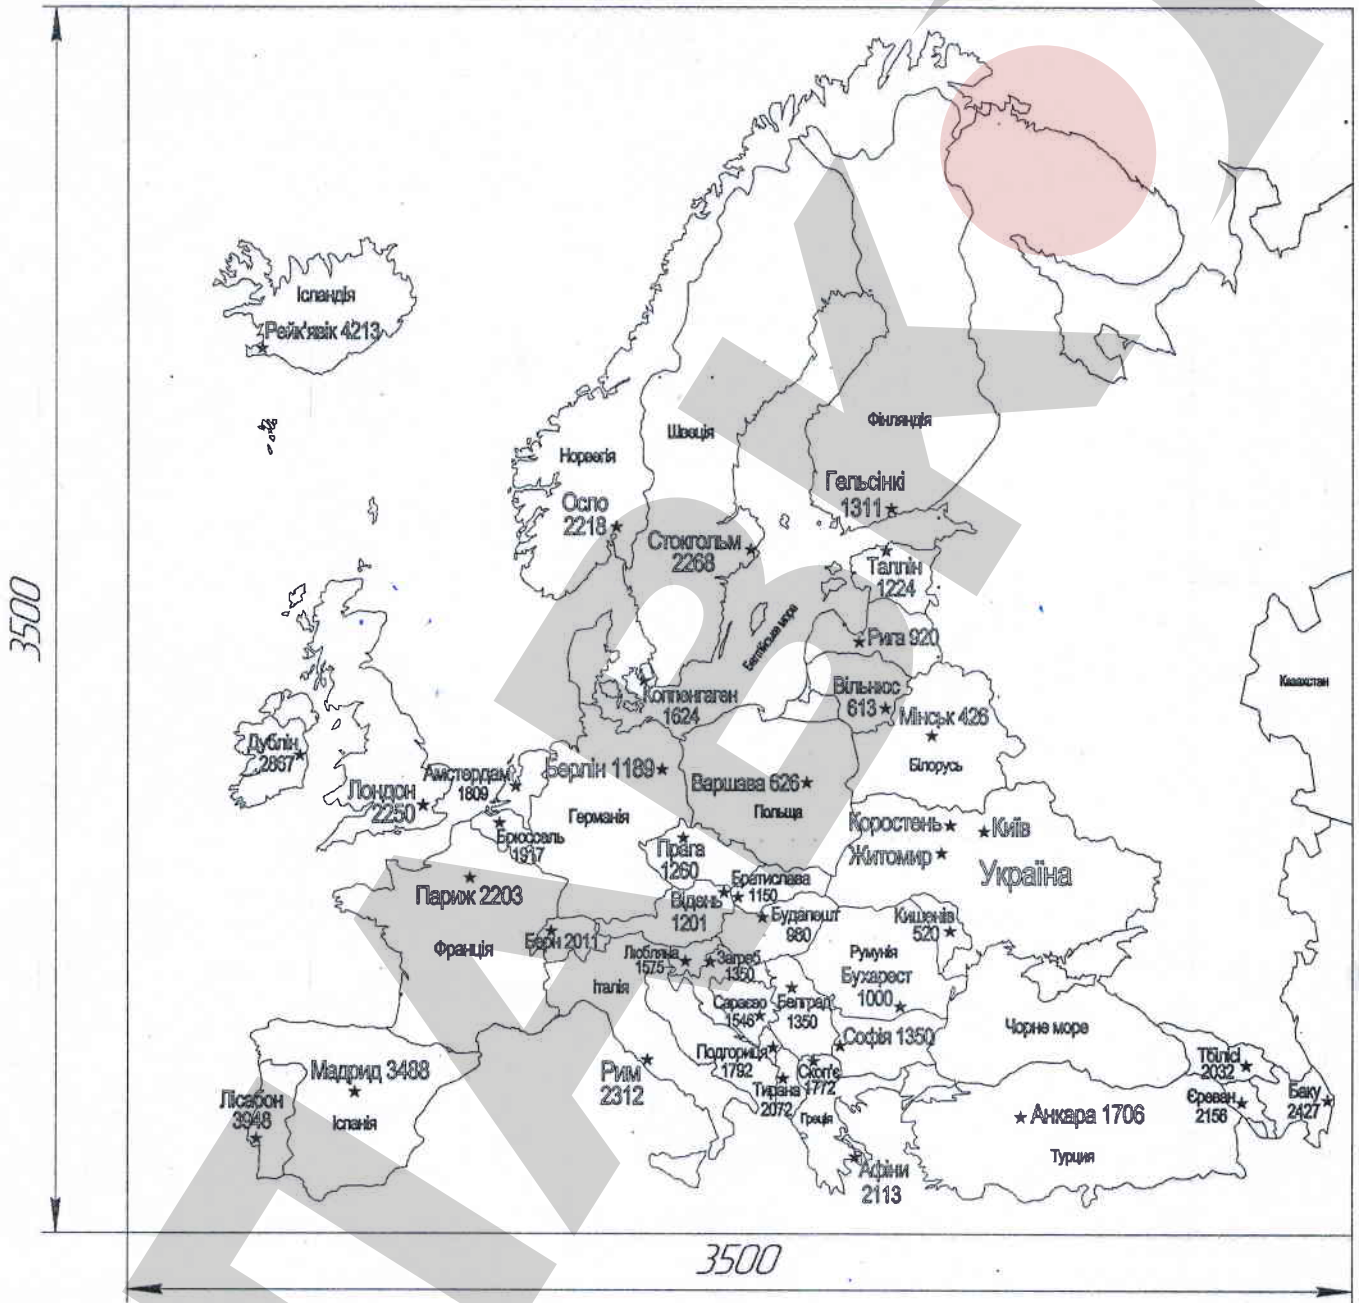 Ісландія
Рейк'явік 4213
Фінляндія
Швеція
Норвегія
Гельсінкі
1311
Осло
2218
Стокгольм
2268
Таллін
1224
Балтійське море
Рига 920
Казахстан
Вільнюс
613
Коппенгаген
1624
Мінськ 426
Дублін
2867
Білорусь
Амстердам
1809
Берлін 1189
Варшава 626
Лондон
2250
Германія
Польща
Коростень
Київ
Брюссаль
1917
Прага
1260
Житомир
Україна
Париж 2203
Братислава
1150
Відень
1201
Будапешт
980
Кишенів
520
Берн 2011
Франція
Любляна
1575
Загреб
1350
Румунія
Італія
Бухарест
1000
Сараєво
1546
Белград
1350
Чорне море
Софія 1350
Подгориця
1792
Тбілісі
2032
Мадрид 3488
Рим
2312
Скоп'є
1772
Тирана
2072
Лісабон
3948
Іспанія
Греція
Анкара 1706
Єреван
2156
Баку
2427
Турция
Афіни
2113
3500
3500
ПАВК